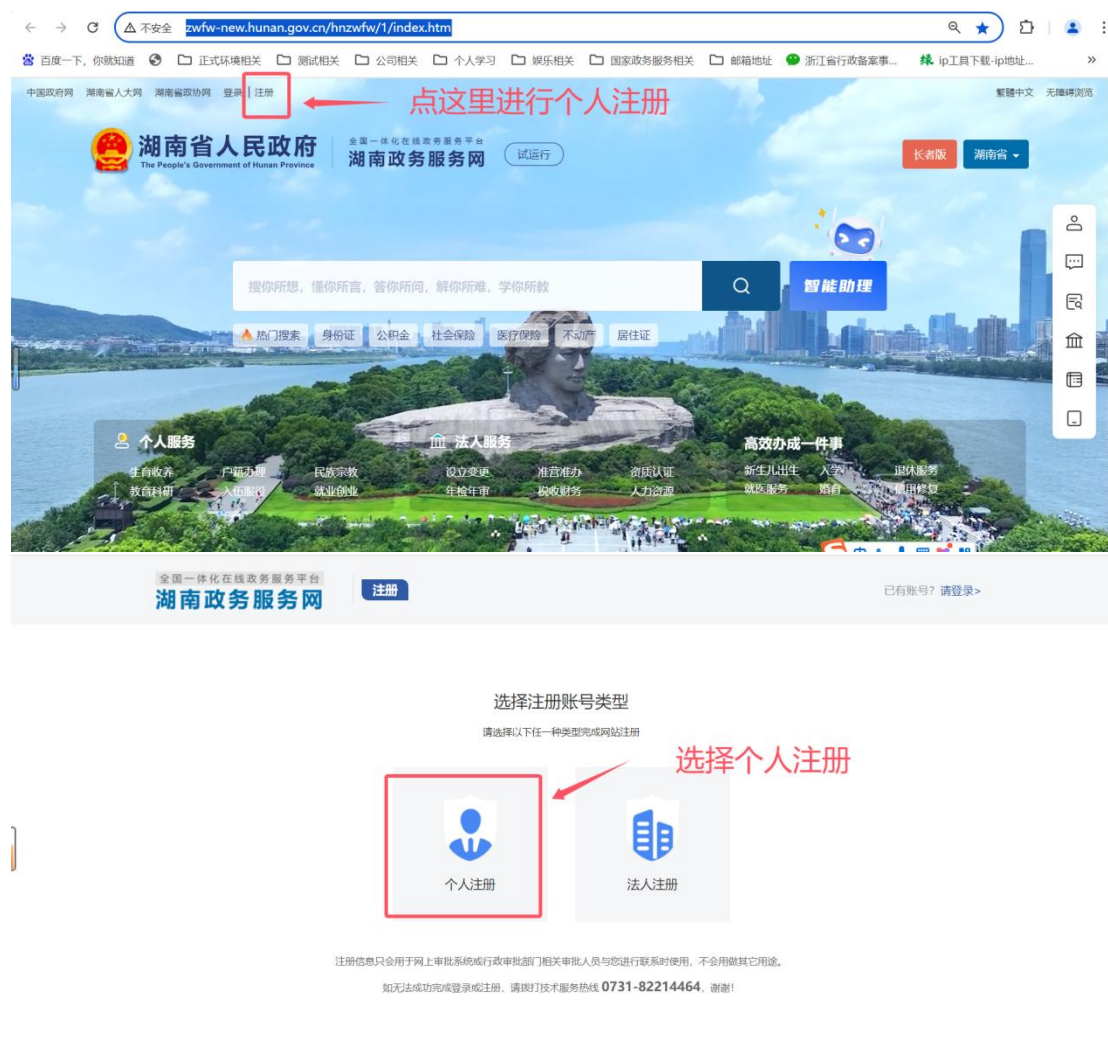 不安全 zwfw-new.hunan.gov.cn/hnzwfw/1/index.htm
百度一下，你就知道 正式环境相关 测试相关 公司相关 个人学习 娱乐相关 国家政务服务相关 邮箱地址 浙江省行政备案事... ip工具下载-ip地址... »
中国政府网 湖南省人大网 湖南省政协网 登录 | 注册 繁體中文 无障碍浏览
点这里进行个人注册
湖南省人民政府
The People's Government of Hunan Province
全国一体化在线政务服务平台
湖南政务服务网
试运行
长者版 湖南省
搜你所想，懂你所言，答你所问，解你所难，学你所教
智能助理
热门搜索 身份证 公积金 社会保险 医疗保险 不动产 居住证
个人服务 法人服务 高效办成一件事
生育收养 户籍办理 民族宗教 设立变更 准营准办 资质认证 新生儿出生 入学 退休服务
教育科研 入伍服役 就业创业 年检年审 税收财务 人力资源 就医服务 婚育 信用修复
全国一体化在线政务服务平台
湖南政务服务网
注册
已有账号？请登录>
选择注册账号类型
请选择以下任一种类型完成网站注册
选择个人注册
个人注册 法人注册
注册信息只会用于网上审批系统或行政审批部门相关审批人员与您进行联系时使用，不会用做其它用途。
如无法成功完成登录或注册，请拨打技术服务热线 0731-82214464，谢谢！